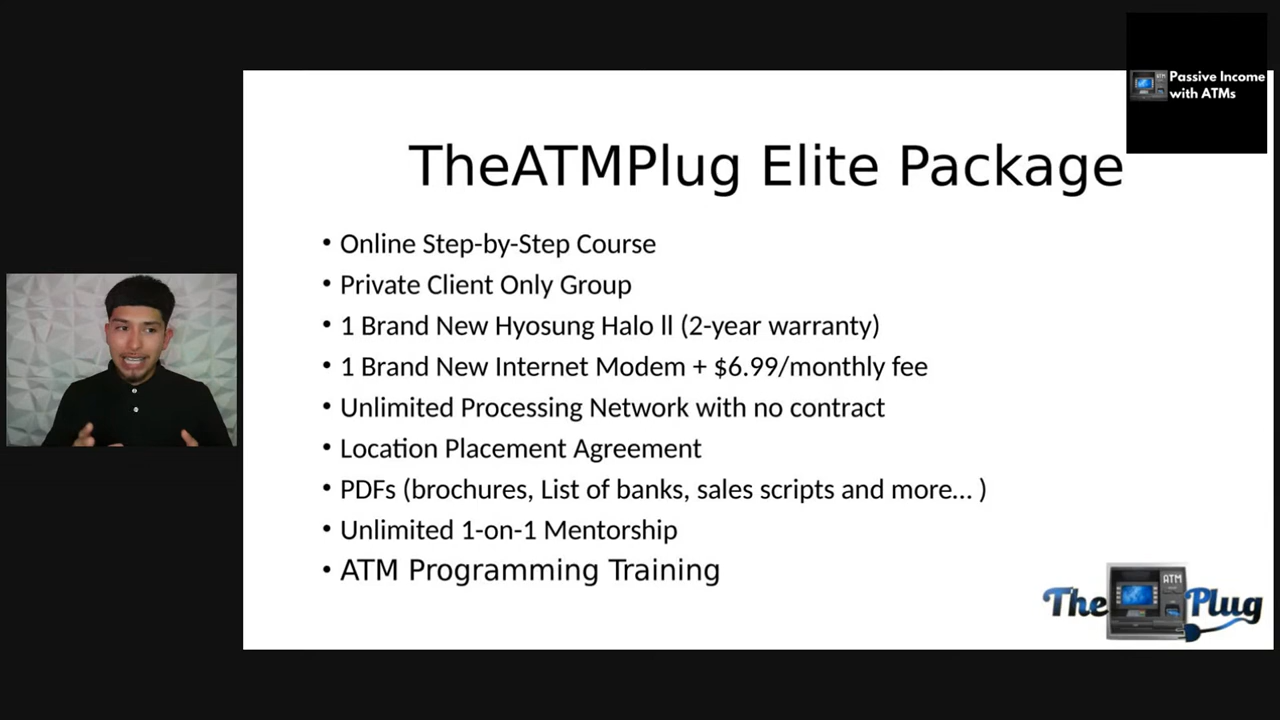 Passive Income
with ATMs
TheATMPlug Elite Package
• Online Step-by-Step Course
• Private Client Only Group
• 1 Brand New Hyosung Halo ll (2-year warranty)
• 1 Brand New Internet Modem + $6.99/monthly fee
• Unlimited Processing Network with no contract
• Location Placement Agreement
• PDFs (brochures, List of banks, sales scripts and more... )
• Unlimited 1-on-1 Mentorship
• ATM Programming Training
The ATM Plug